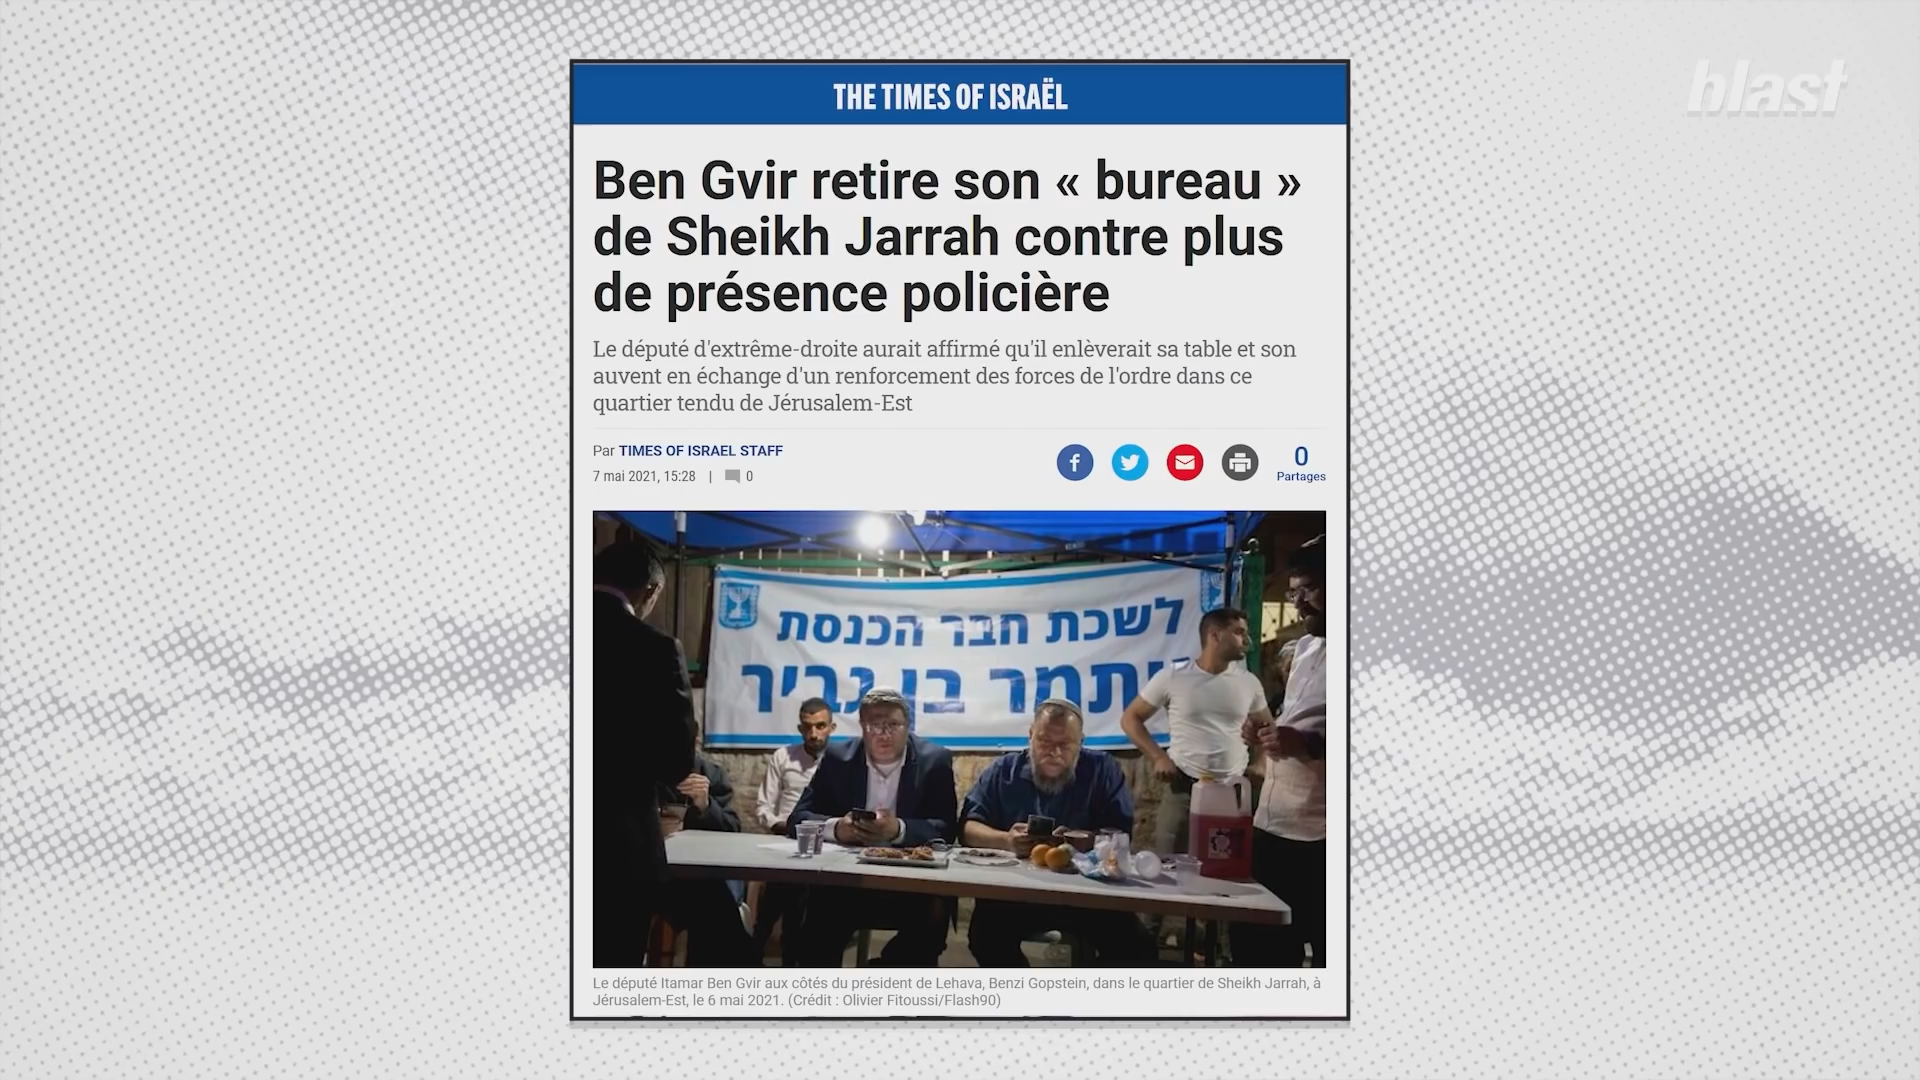 blast
THE TIMES OF ISRAËL
Ben Gvir retire son « bureau »
de Sheikh Jarrah contre plus
de présence policière
Le député d'extrême-droite aurait affirmé qu'il enlèverait sa table et son
auvent en échange d'un renforcement des forces de l'ordre dans ce
quartier tendu de Jérusalem-Est
Par TIMES OF ISRAEL STAFF
7 mai 2021, 15:28 | 0
0
Partages
לשכת חבר הכנסת
איתמר בן גביר
Le député Itamar Ben Gvir aux côtés du président de Lehava, Benzi Gopstein, dans le quartier de Sheikh Jarrah, à
Jérusalem-Est, le 6 mai 2021. (Crédit : Olivier Fitoussi/Flash90)